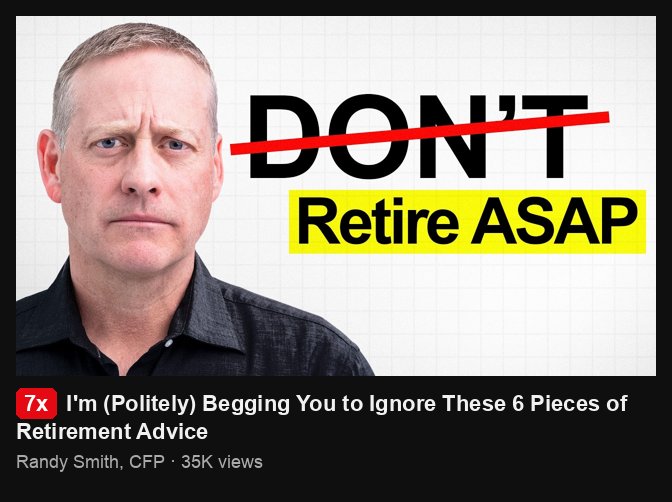 DON'T
Retire ASAP
7x I'm (Politely) Begging You to Ignore These 6 Pieces of
Retirement Advice
Randy Smith, CFP · 35K views